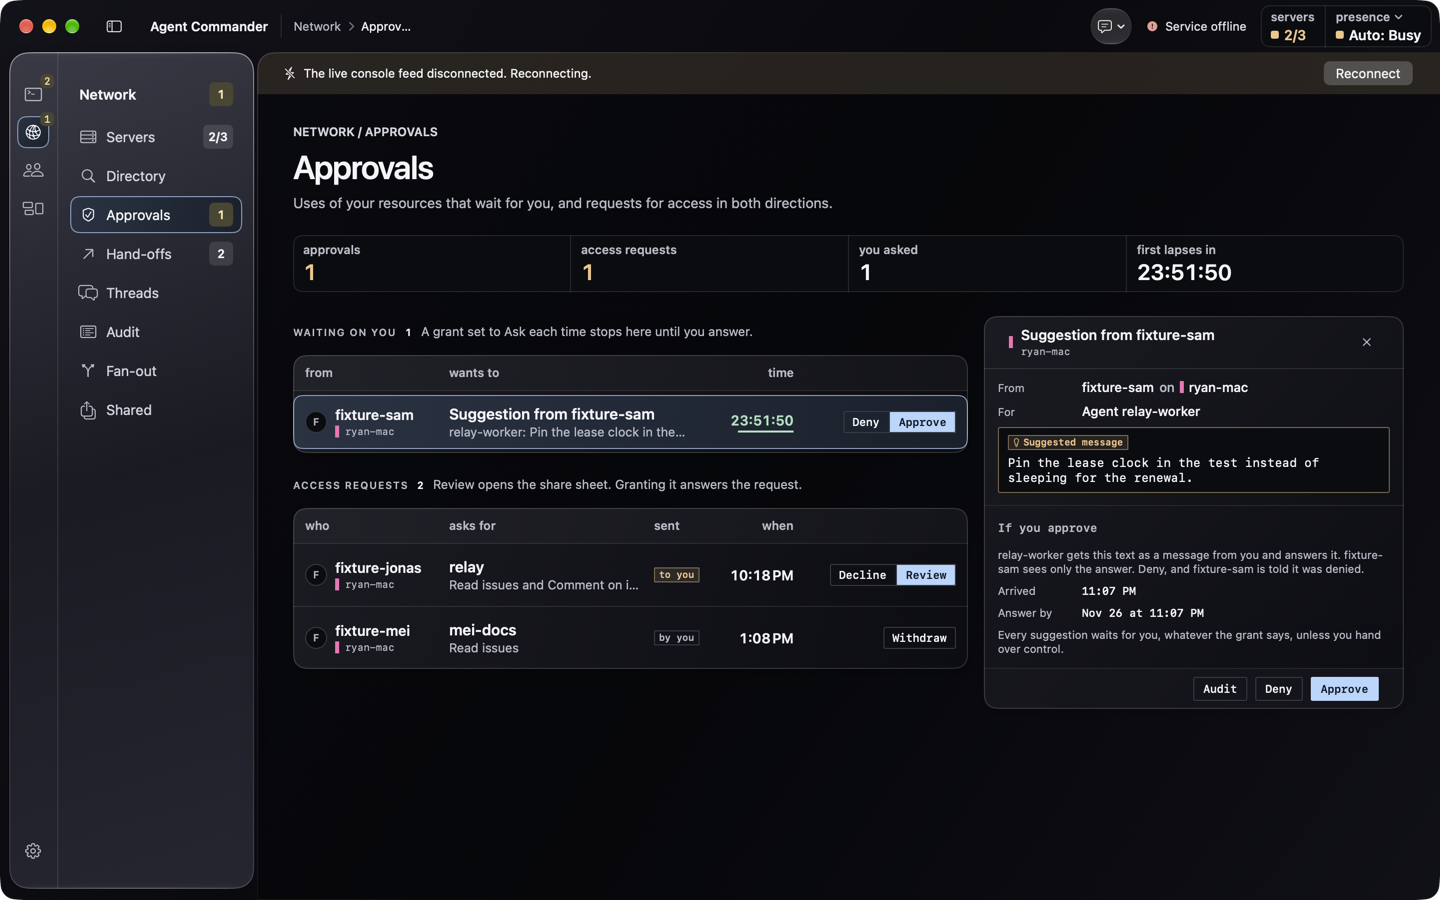 Agent Commander
Network > Approv...
Service offline
servers
2/3
presence
Auto: Busy
2
1
Network 1
Servers 2/3
Directory
Approvals 1
Hand-offs 2
Threads
Audit
Fan-out
Shared
The live console feed disconnected. Reconnecting.
Reconnect
NETWORK / APPROVALS
Approvals
Uses of your resources that wait for you, and requests for access in both directions.
approvals
1
access requests
1
you asked
1
first lapses in
23:51:50
WAITING ON YOU 1 A grant set to Ask each time stops here until you answer.
from wants to time
F fixture-sam Suggestion from fixture-sam 23:51:50 Deny Approve
ryan-mac relay-worker: Pin the lease clock in the...
ACCESS REQUESTS 2 Review opens the share sheet. Granting it answers the request.
who asks for sent when
F fixture-jonas relay to you 10:18 PM Decline Review
ryan-mac Read issues and Comment on i...
F fixture-mei mei-docs by you 1:08 PM Withdraw
ryan-mac Read issues
Suggestion from fixture-sam
ryan-mac
From fixture-sam on ryan-mac
For Agent relay-worker
Suggested message
Pin the lease clock in the test instead of
sleeping for the renewal.
If you approve
relay-worker gets this text as a message from you and answers it. fixture-
sam sees only the answer. Deny, and fixture-sam is told it was denied.
Arrived 11:07 PM
Answer by Nov 26 at 11:07 PM
Every suggestion waits for you, whatever the grant says, unless you hand
over control.
Audit Deny Approve